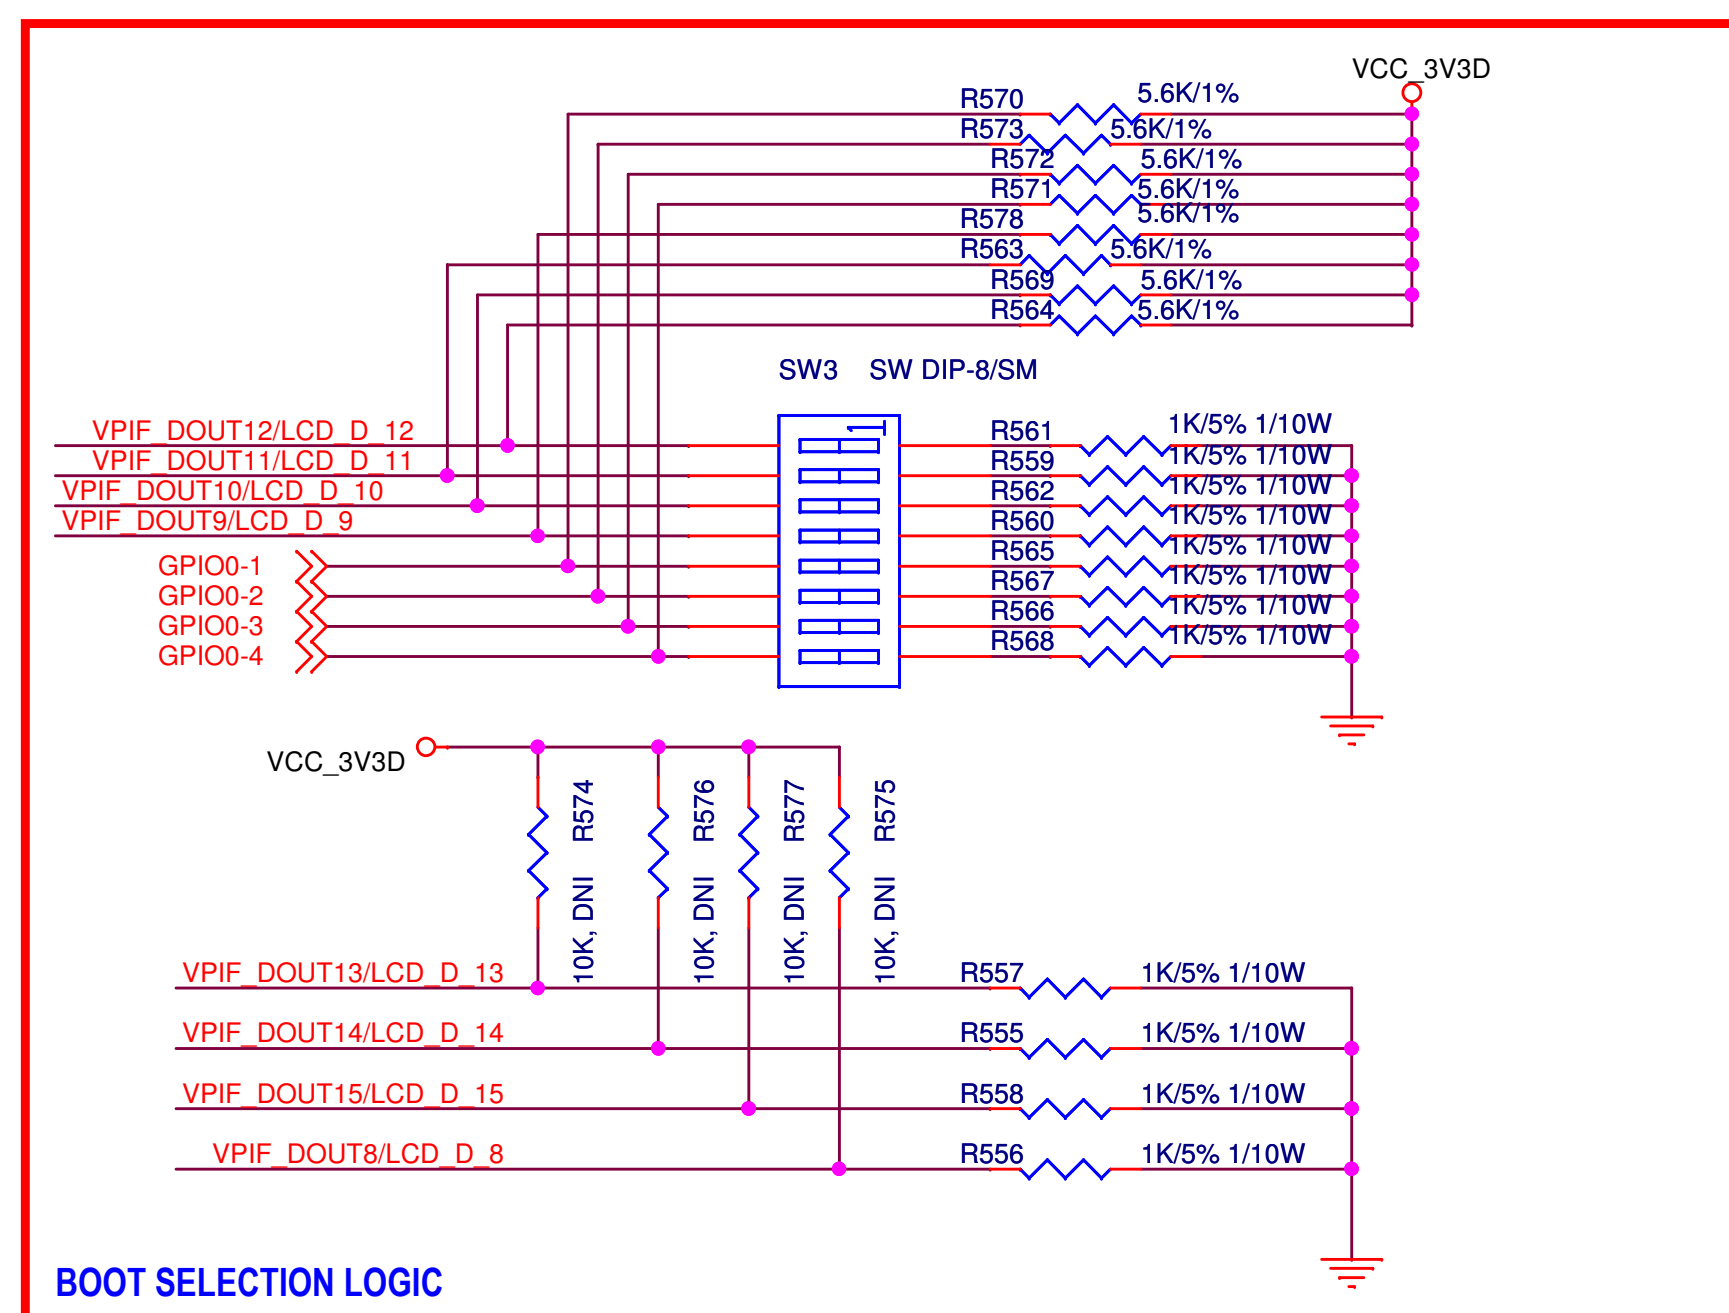 VCC_3V3D
R570 5.6K/1%
R573 5.6K/1%
R572 5.6K/1%
R571 5.6K/1%
R578 5.6K/1%
R563 5.6K/1%
R569 5.6K/1%
R564 5.6K/1%
SW3 SW DIP-8/SM
1
VPIF_DOUT12/LCD_D_12 R561 1K/5% 1/10W
VPIF_DOUT11/LCD_D_11 R559 1K/5% 1/10W
VPIF_DOUT10/LCD_D_10 R562 1K/5% 1/10W
VPIF_DOUT9/LCD_D_9 R560 1K/5% 1/10W
GPIO0-1 R565 1K/5% 1/10W
GPIO0-2 R567 1K/5% 1/10W
GPIO0-3 R566 1K/5% 1/10W
GPIO0-4 R568 1K/5% 1/10W
VCC_3V3D
10K, DNI R574
10K, DNI R576
10K, DNI R577
10K, DNI R575
VPIF_DOUT13/LCD_D_13 R557 1K/5% 1/10W
VPIF_DOUT14/LCD_D_14 R555 1K/5% 1/10W
VPIF_DOUT15/LCD_D_15 R558 1K/5% 1/10W
VPIF_DOUT8/LCD_D_8 R556 1K/5% 1/10W
BOOT SELECTION LOGIC